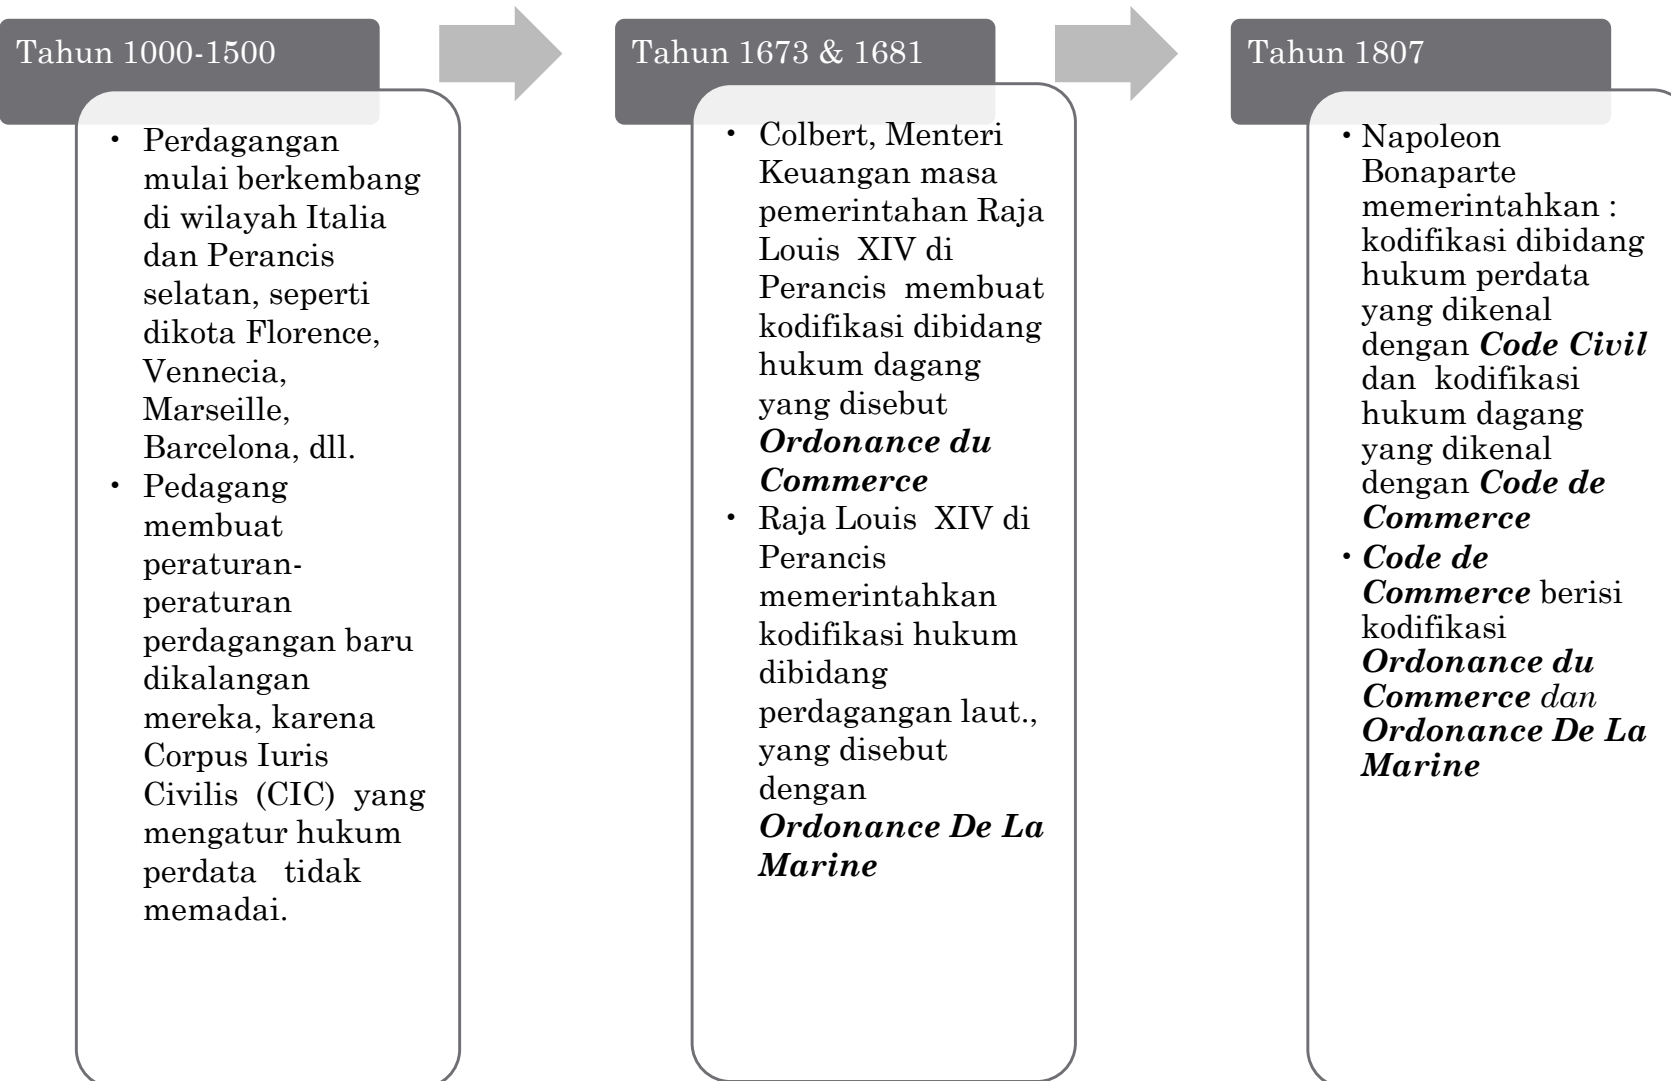 Tahun 1000-1500
• Perdagangan
mulai berkembang
di wilayah Italia
dan Perancis
selatan, seperti
dikota Florence,
Vennecia,
Marseille,
Barcelona, dll.
• Pedagang
membuat
peraturan-
peraturan
perdagangan baru
dikalangan
mereka, karena
Corpus Iuris
Civilis (CIC) yang
mengatur hukum
perdata tidak
memadai.
Tahun 1673 & 1681
• Colbert, Menteri
Keuangan masa
pemerintahan Raja
Louis XIV di
Perancis membuat
kodifikasi dibidang
hukum dagang
yang disebut
Ordonance du
Commerce
• Raja Louis XIV di
Perancis
memerintahkan
kodifikasi hukum
dibidang
perdagangan laut.,
yang disebut
dengan
Ordonance De La
Marine
Tahun 1807
• Napoleon
Bonaparte
memerintahkan :
kodifikasi dibidang
hukum perdata
yang dikenal
dengan Code Civil
dan kodifikasi
hukum dagang
yang dikenal
dengan Code de
Commerce
• Code de
Commerce berisi
kodifikasi
Ordonance du
Commerce dan
Ordonance De La
Marine